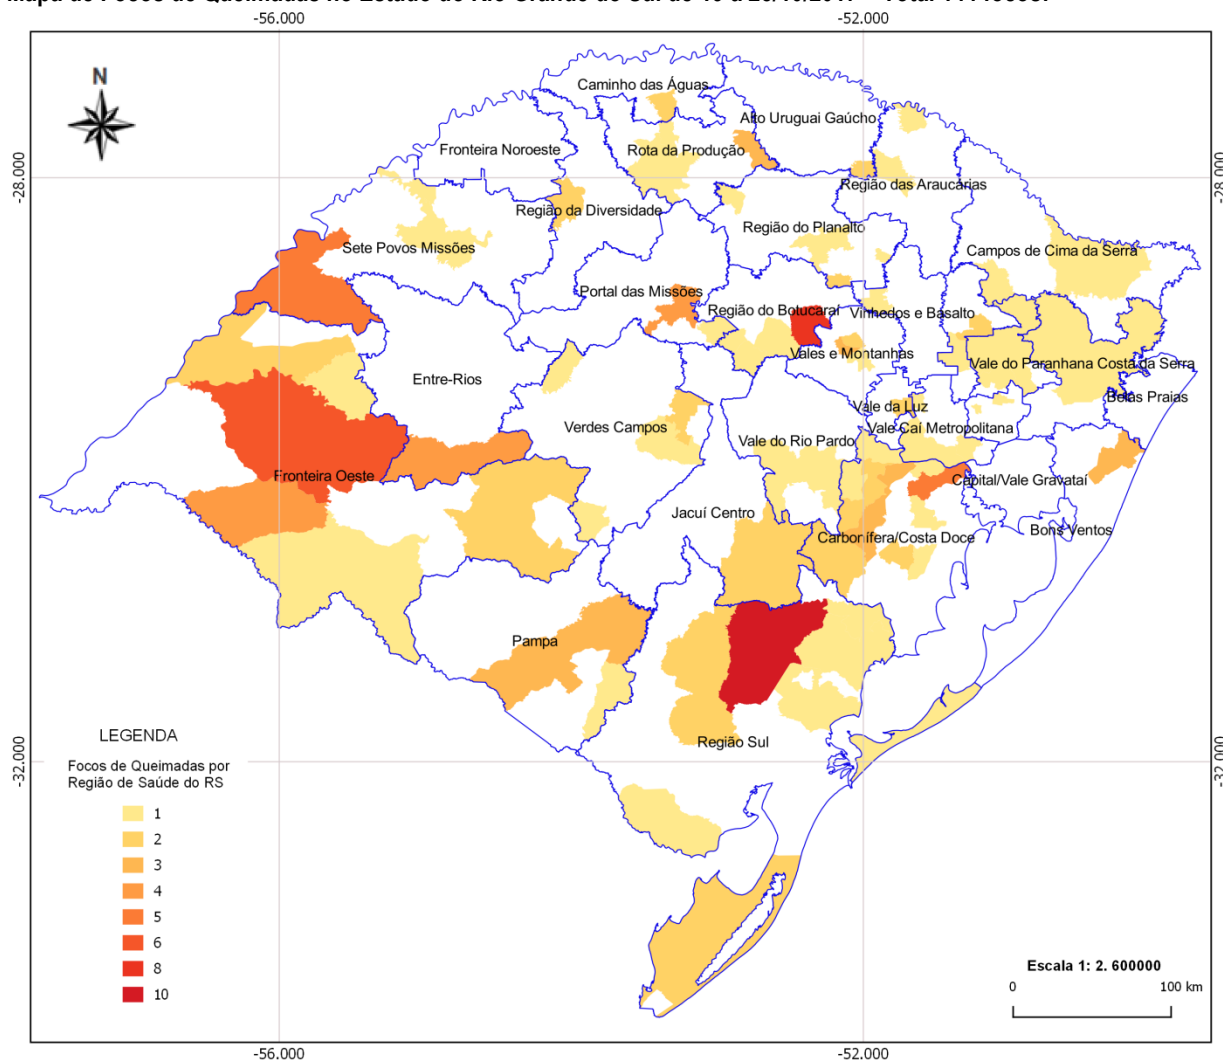 -56.000
-52.000
N
Caminho das Águas
Alto Uruguai Gaúcho
Fronteira Noroeste
Rota da Produção
-28.000
-28.000
Região das Araucárias
Região da Diversidade
Região do Planalto
Sete Povos Missões
Campos de Cima da Serra
Portal das Missões
Região do Botucaraí
Vinhedos e Basalto
Vales e Montanhas
Vale do Paranhana Costa da Serra
Entre-Rios
Belas Praias
Vale da Luz
Verdes Campos
Vale Caí Metropolitana
Vale do Rio Pardo
Fronteira Oeste
Capital/Vale Gravataí
Jacuí Centro
Bons Ventos
Carbonífera/Costa Doce
Pampa
Região Sul
-32.000
-32.000
LEGENDA
Focos de Queimadas por
Região de Saúde do RS
1
2
3
4
5
6
8
10
Escala 1: 2. 600000
0
100 km
-56.000
-52.000